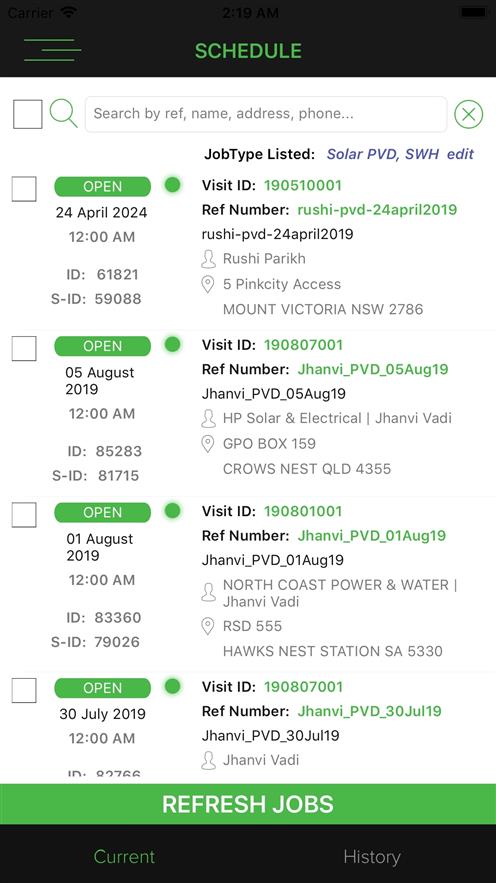 Carrier 2:19 AM
SCHEDULE
Search by ref, name, address, phone...
JobType Listed: Solar PVD, SWH edit
OPEN
24 April 2024
12:00 AM
ID: 61821
S-ID: 59088
Visit ID: 190510001
Ref Number: rushi-pvd-24april2019
rushi-pvd-24april2019
Rushi Parikh
5 Pinkcity Access
MOUNT VICTORIA NSW 2786
OPEN
05 August
2019
12:00 AM
ID: 85283
S-ID: 81715
Visit ID: 190807001
Ref Number: Jhanvi_PVD_05Aug19
Jhanvi_PVD_05Aug19
HP Solar & Electrical | Jhanvi Vadi
GPO BOX 159
CROWS NEST QLD 4355
OPEN
01 August
2019
12:00 AM
ID: 83360
S-ID: 79026
Visit ID: 190801001
Ref Number: Jhanvi_PVD_01Aug19
Jhanvi_PVD_01Aug19
NORTH COAST POWER & WATER |
Jhanvi Vadi
RSD 555
HAWKS NEST STATION SA 5330
OPEN
30 July 2019
12:00 AM
ID: 82766
Visit ID: 190807001
Ref Number: Jhanvi_PVD_30Jul19
Jhanvi_PVD_30Jul19
Jhanvi Vadi
REFRESH JOBS
Current
History